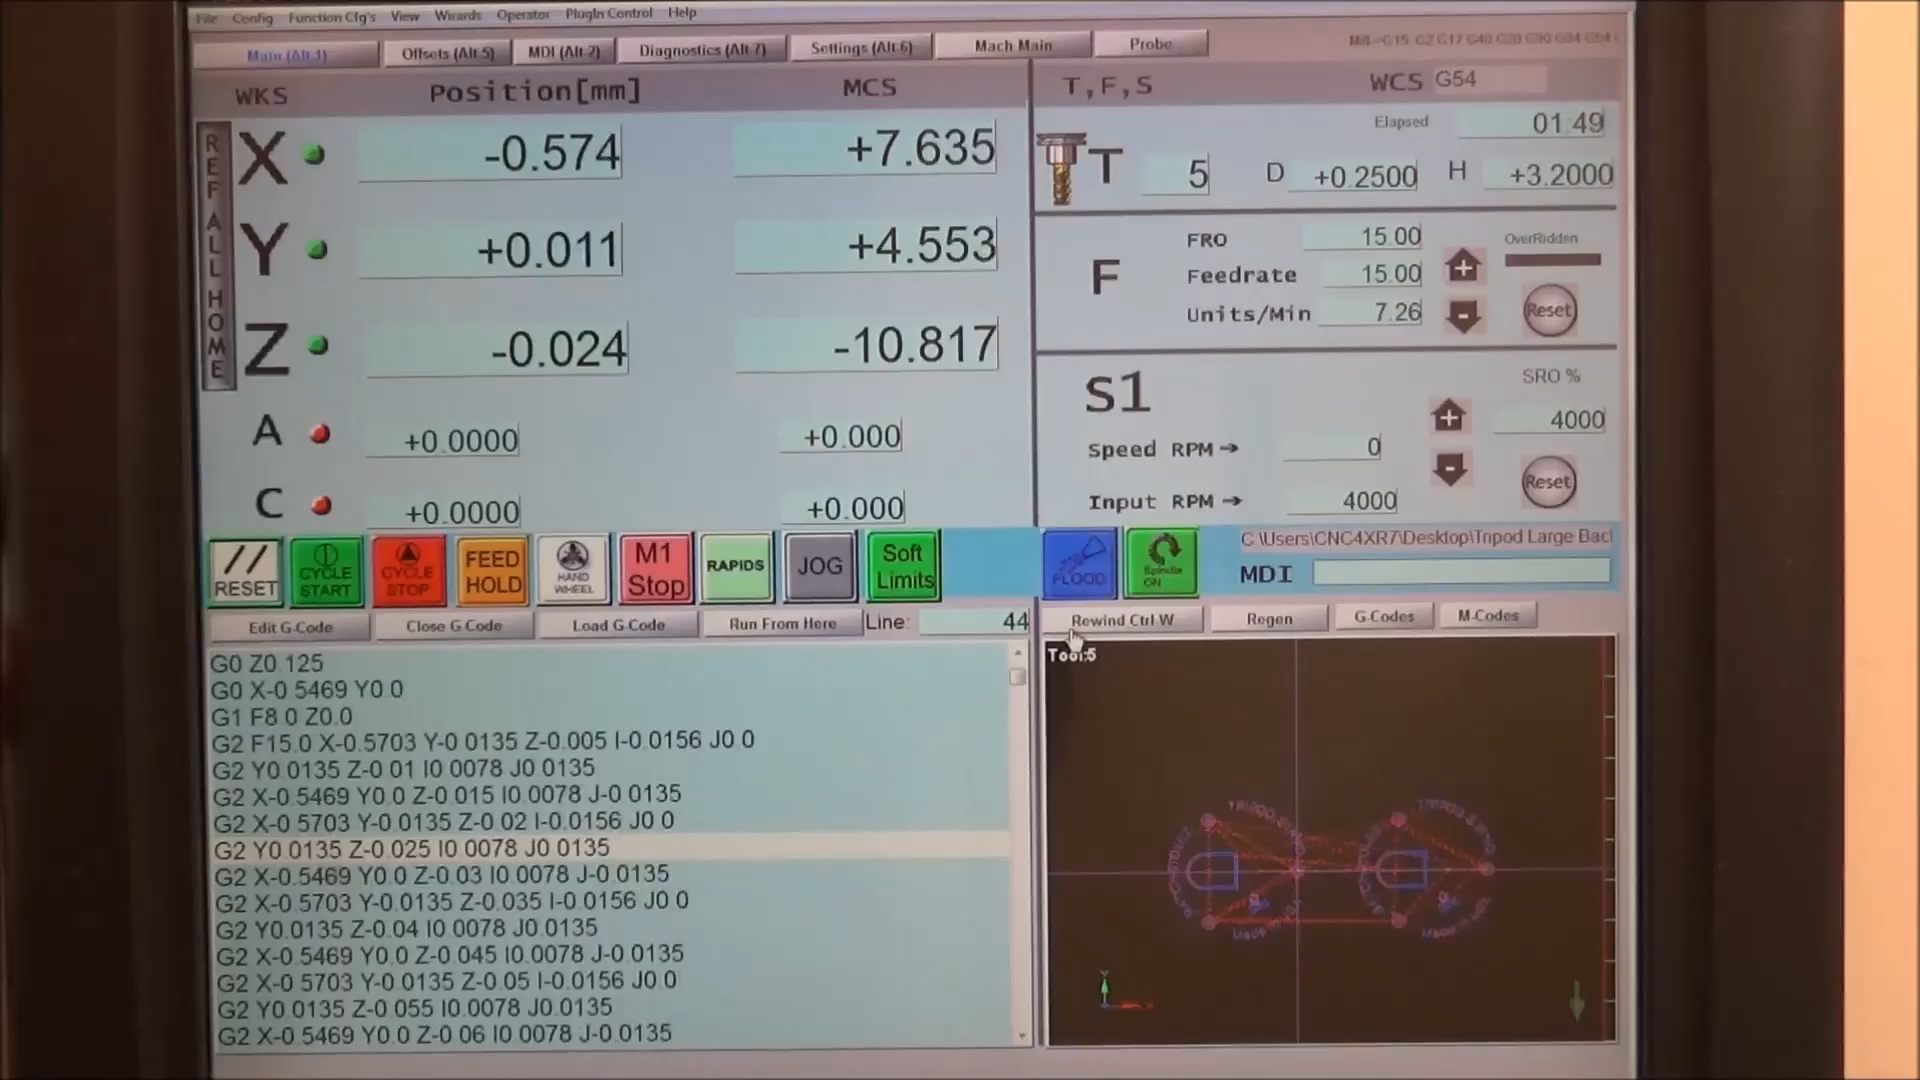 File Config Function Cfg's View Wizards Operator PlugIn Control Help
Main (Alt-1) Offsets (Alt-5) MDI (Alt-2) Diagnostics (Alt-7) Settings (Alt-6) Mach Main Probe
WKS Position[mm] MCS
REF ALL HOME
X -0.574 +7.635
Y +0.011 +4.553
Z -0.024 -10.817
A +0.0000 +0.000
C +0.0000 +0.000
T,F,S WCS G54
Elapsed 01:49
T 5 D +0.2500 H +3.2000
F
FRO 15.00
Feedrate 15.00
Units/Min 7.26
OverRidden
Reset
S1
SRO %
4000
Speed RPM→ 0
Input RPM→ 4000
Reset
// RESET
CYCLE START
CYCLE STOP
FEED HOLD
HAND WHEEL
M1 Stop
RAPIDS
JOG
Soft Limits
FLOOD
Spindle ON
C:\Users\CNC4XR7\Desktop\Tripod Large Bac
MDI
Edit G-Code Close G-Code Load G-Code Run From Here Line: 44
Rewind Ctrl-W Regen G-Codes M-Codes
G0 Z0.125
G0 X-0.5469 Y0.0
G1 F8.0 Z0.0
G2 F15.0 X-0.5703 Y-0.0135 Z-0.005 I-0.0156 J0.0
G2 Y0.0135 Z-0.01 I0.0078 J0.0135
G2 X-0.5469 Y0.0 Z-0.015 I0.0078 J-0.0135
G2 X-0.5703 Y-0.0135 Z-0.02 I-0.0156 J0.0
G2 Y0.0135 Z-0.025 I0.0078 J0.0135
G2 X-0.5469 Y0.0 Z-0.03 I0.0078 J-0.0135
G2 X-0.5703 Y-0.0135 Z-0.035 I-0.0156 J0.0
G2 Y0.0135 Z-0.04 I0.0078 J0.0135
G2 X-0.5469 Y0.0 Z-0.045 I0.0078 J-0.0135
G2 X-0.5703 Y-0.0135 Z-0.05 I-0.0156 J0.0
G2 Y0.0135 Z-0.055 I0.0078 J0.0135
G2 X-0.5469 Y0.0 Z-0.06 I0.0078 J-0.0135
Tool:5